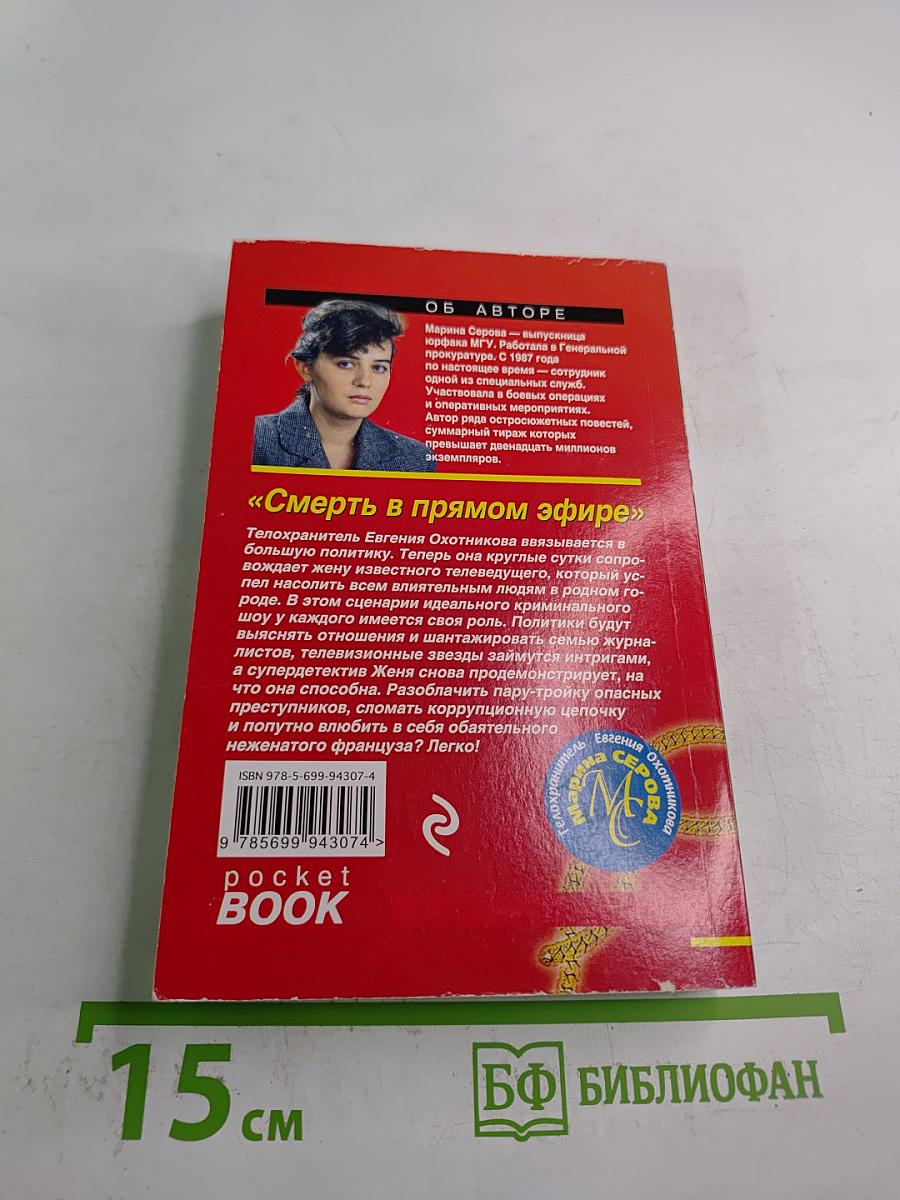 ОБ АВТОРЕ
Марина Серова — выпускница
юрфака МГУ. Работала в Генеральной
прокуратуре. С 1987 года
по настоящее время — сотрудник
одной из специальных служб.
Участвовала в боевых операциях
и оперативных мероприятиях.
Автор ряда остросюжетных повестей,
суммарный тираж которых
превышает двенадцать миллионов
экземпляров.
«Смерть в прямом эфире»
Телохранитель Евгения Охотникова ввязывается в
большую политику. Теперь она круглые сутки сопро-
вождает жену известного телеведущего, который ус-
пел насолить всем влиятельным людям в родном го-
роде. В этом сценарии идеального криминального
шоу у каждого имеется своя роль. Политики будут
выяснять отношения и шантажировать семью журна-
листов, телевизионные звезды займутся интригами,
а супердетектив Женя снова продемонстрирует, на
что она способна. Разоблачить пару-тройку опасных
преступников, сломать коррупционную цепочку
и попутно влюбить в себя обаятельного
неженатого француза? Легко!
ISBN 978-5-699-94307-4
9 785699 943074 >
Телохранитель Евгения Охотникова
Марина СЕРОВА
МС
pocket
BOOK
15 см
БФ БИБЛИОФАН